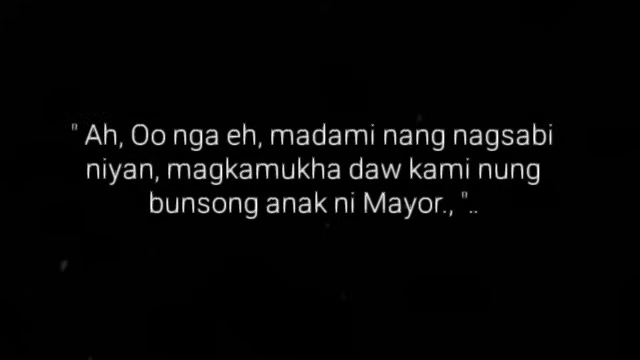 " Ah, Oo nga eh, madami nang nagsabi
niyan, magkamukha daw kami nung
bunsong anak ni Mayor., "..